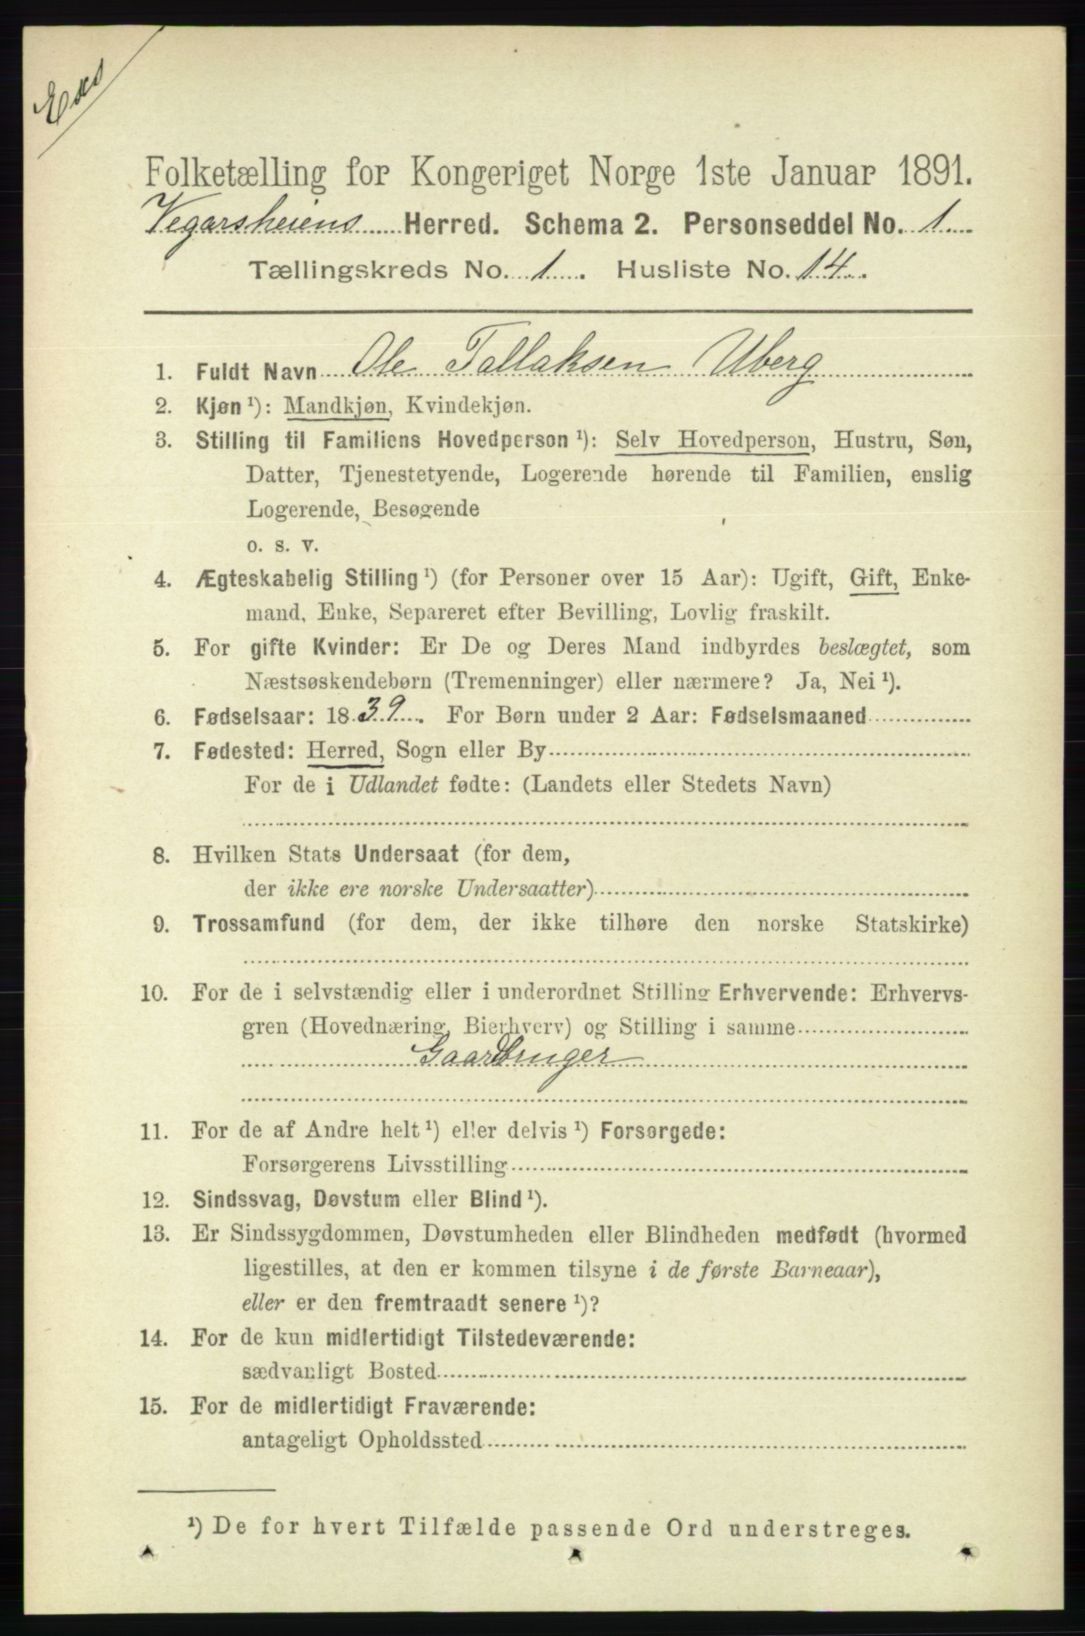 Folketælling for Kongeriget Norge 1ste Januar 1891.
Vegarsheiens Herred. Schema 2. Personseddel No. 1
Tællingskreds No. 1. Husliste No. 14.
1. Fuldt Navn Ole Tallaksen Uberg
2. Kjøn ¹): Mandkjøn, Kvindekjøn.
3. Stilling til Familiens Hovedperson ¹): Selv Hovedperson, Hustru, Søn,
Datter, Tjenestetyende, Logerende hørende til Familien, enslig
Logerende, Besøgende
o. s. v.
4. Ægteskabelig Stilling ¹) (for Personer over 15 Aar): Ugift, Gift, Enke-
mand, Enke, Separeret efter Bevilling, Lovlig fraskilt.
5. For gifte Kvinder: Er De og Deres Mand indbyrdes beslægtet, som
Næstsøskendebørn (Tremenninger) eller nærmere? Ja, Nei ¹).
6. Fødselsaar: 1839. For Børn under 2 Aar: Fødselsmaaned
7. Fødested: Herred, Sogn eller By
For de i Udlandet fødte: (Landets eller Stedets Navn)
8. Hvilken Stats Undersaat (for dem,
der ikke ere norske Undersaatter)
9. Trossamfund (for dem, der ikke tilhøre den norske Statskirke)
10. For de i selvstændig eller i underordnet Stilling Erhvervende: Erhvervs-
gren (Hovednæring, Bierhverv) og Stilling i samme
Gaardbruger
11. For de af Andre helt ¹) eller delvis ¹) Forsørgede:
Forsørgerens Livsstilling
12. Sindssvag, Døvstum eller Blind ¹).
13. Er Sindssygdommen, Døvstumheden eller Blindheden medfødt (hvormed
ligestilles, at den er kommen tilsyne i de første Barneaar),
eller er den fremtraadt senere ¹)?
14. For de kun midlertidigt Tilstedeværende:
sædvanligt Bosted
15. For de midlertidigt Fraværende:
antageligt Opholdssted
¹) De for hvert Tilfælde passende Ord understreges.